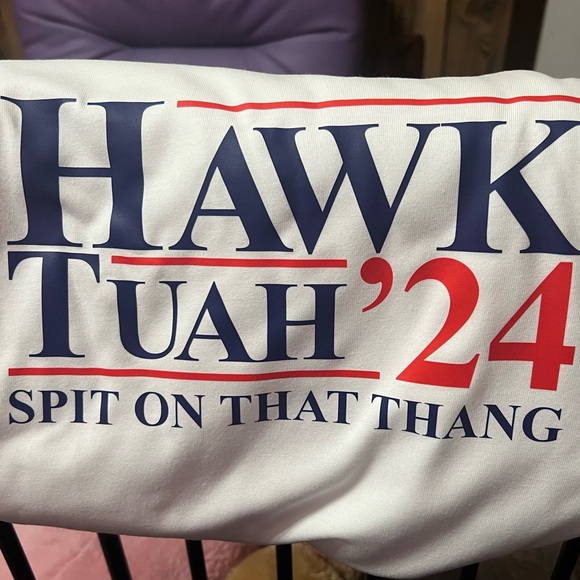 HAWK
TUAH '24
SPIT ON THAT THANG